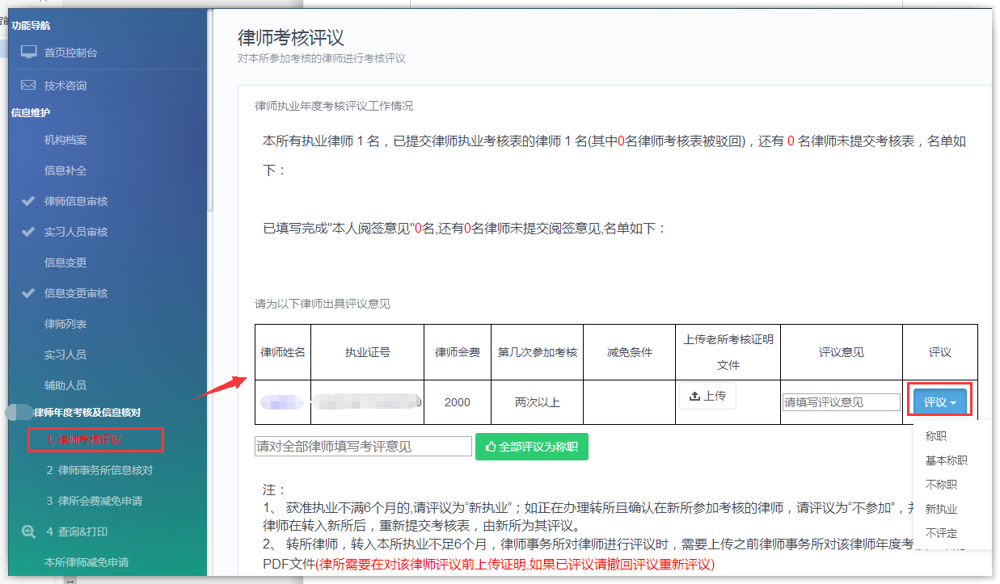 功能导航
首页控制台
技术咨询
信息维护
机构档案
信息补全
律师信息审核
实习人员审核
信息变更
信息变更审核
律师列表
实习人员
辅助人员
律师年度考核及信息核对
1 律师考核评议
2 律师事务所信息核对
3 律所会费减免申请
4 查询&打印
本所律师减免申请
律师考核评议
对本所参加考核的律师进行考核评议
律师执业年度考核评议工作情况
本所有执业律师 1 名，已提交律师执业考核表的律师 1 名(其中0名律师考核表被驳回)，还有 0 名律师未提交考核表，名单如
下：
已填写完成"本人阅签意见"0名,还有0名律师未提交阅签意见,名单如下：
请为以下律师出具评议意见
律师姓名 执业证号 律师会费 第几次参加考核 减免条件 上传老所考核证明文件 评议意见 评议
2000 两次以上 上传 请填写评议意见 评议
称职
基本称职
不称职
新执业
不评定
请对全部律师填写考评意见 全部评议为称职
注：
1、 获准执业不满6个月的,请评议为“新执业”；如正在办理转所且确认在新所参加考核的律师，请评议为“不参加”，
律师在转入新所后，重新提交考核表，由新所为其评议。
2、 转所律师，转入本所执业不足6个月，律师事务所对律师进行评议时，需要上传之前律师事务所对该律师年度考
PDF文件(律所需要在对该律师评议前上传证明,如果已评议请撤回评议重新评议)